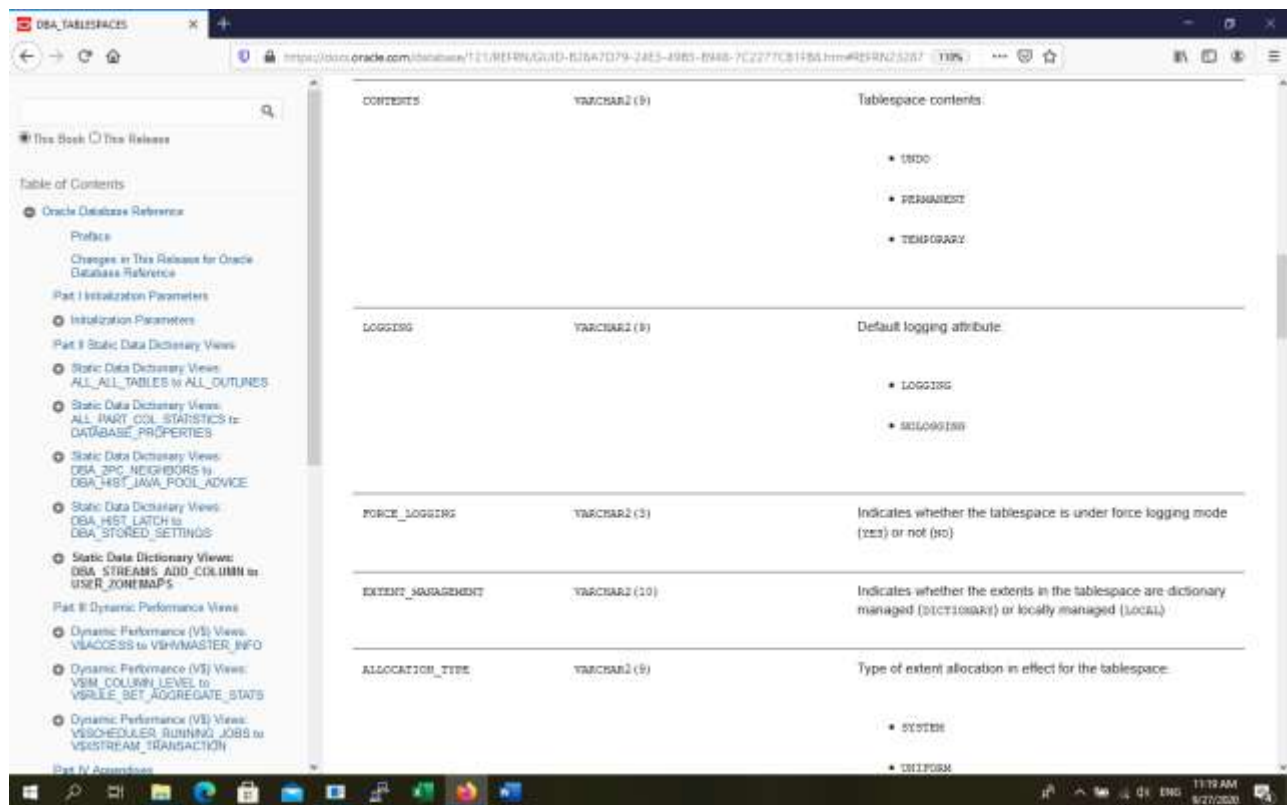 DBA_TABLESPACES
110%
This Book This Release
Table of Contents
Oracle Database Reference
Preface
Changes in This Release for Oracle
Database Reference
Part I Initialization Parameters
Initialization Parameters
Part II Static Data Dictionary Views
Static Data Dictionary Views:
ALL_ALL_TABLES to ALL_OUTLINES
Static Data Dictionary Views:
ALL_PART_COL_STATISTICS to
DATABASE_PROPERTIES
Static Data Dictionary Views:
DBA_2PC_NEIGHBORS to
DBA_HIST_JAVA_POOL_ADVICE
Static Data Dictionary Views:
DBA_HIST_LATCH to
DBA_STORED_SETTINGS
Static Data Dictionary Views:
DBA_STREAMS_ADD_COLUMN to
USER_ZONEMAPS
Part III Dynamic Performance Views
Dynamic Performance (V$) Views:
V$ACCESS to V$HVMASTER_INFO
Dynamic Performance (V$) Views:
V$IM_COLUMN_LEVEL to
V$RULE_SET_AGGREGATE_STATS
Dynamic Performance (V$) Views:
V$SCHEDULER_RUNNING_JOBS to
V$XSTREAM_TRANSACTION
Part IV Appendixes
CONTENTS VARCHAR2(9) Tablespace contents:
• UNDO
• PERMANENT
• TEMPORARY
LOGGING VARCHAR2(9) Default logging attribute:
• LOGGING
• NOLOGGING
FORCE_LOGGING VARCHAR2(3) Indicates whether the tablespace is under force logging mode
(YES) or not (NO)
EXTENT_MANAGEMENT VARCHAR2(10) Indicates whether the extents in the tablespace are dictionary
managed (DICTIONARY) or locally managed (LOCAL)
ALLOCATION_TYPE VARCHAR2(9) Type of extent allocation in effect for the tablespace:
• SYSTEM
• UNIFORM
ENG
11:19 AM
9/27/2020